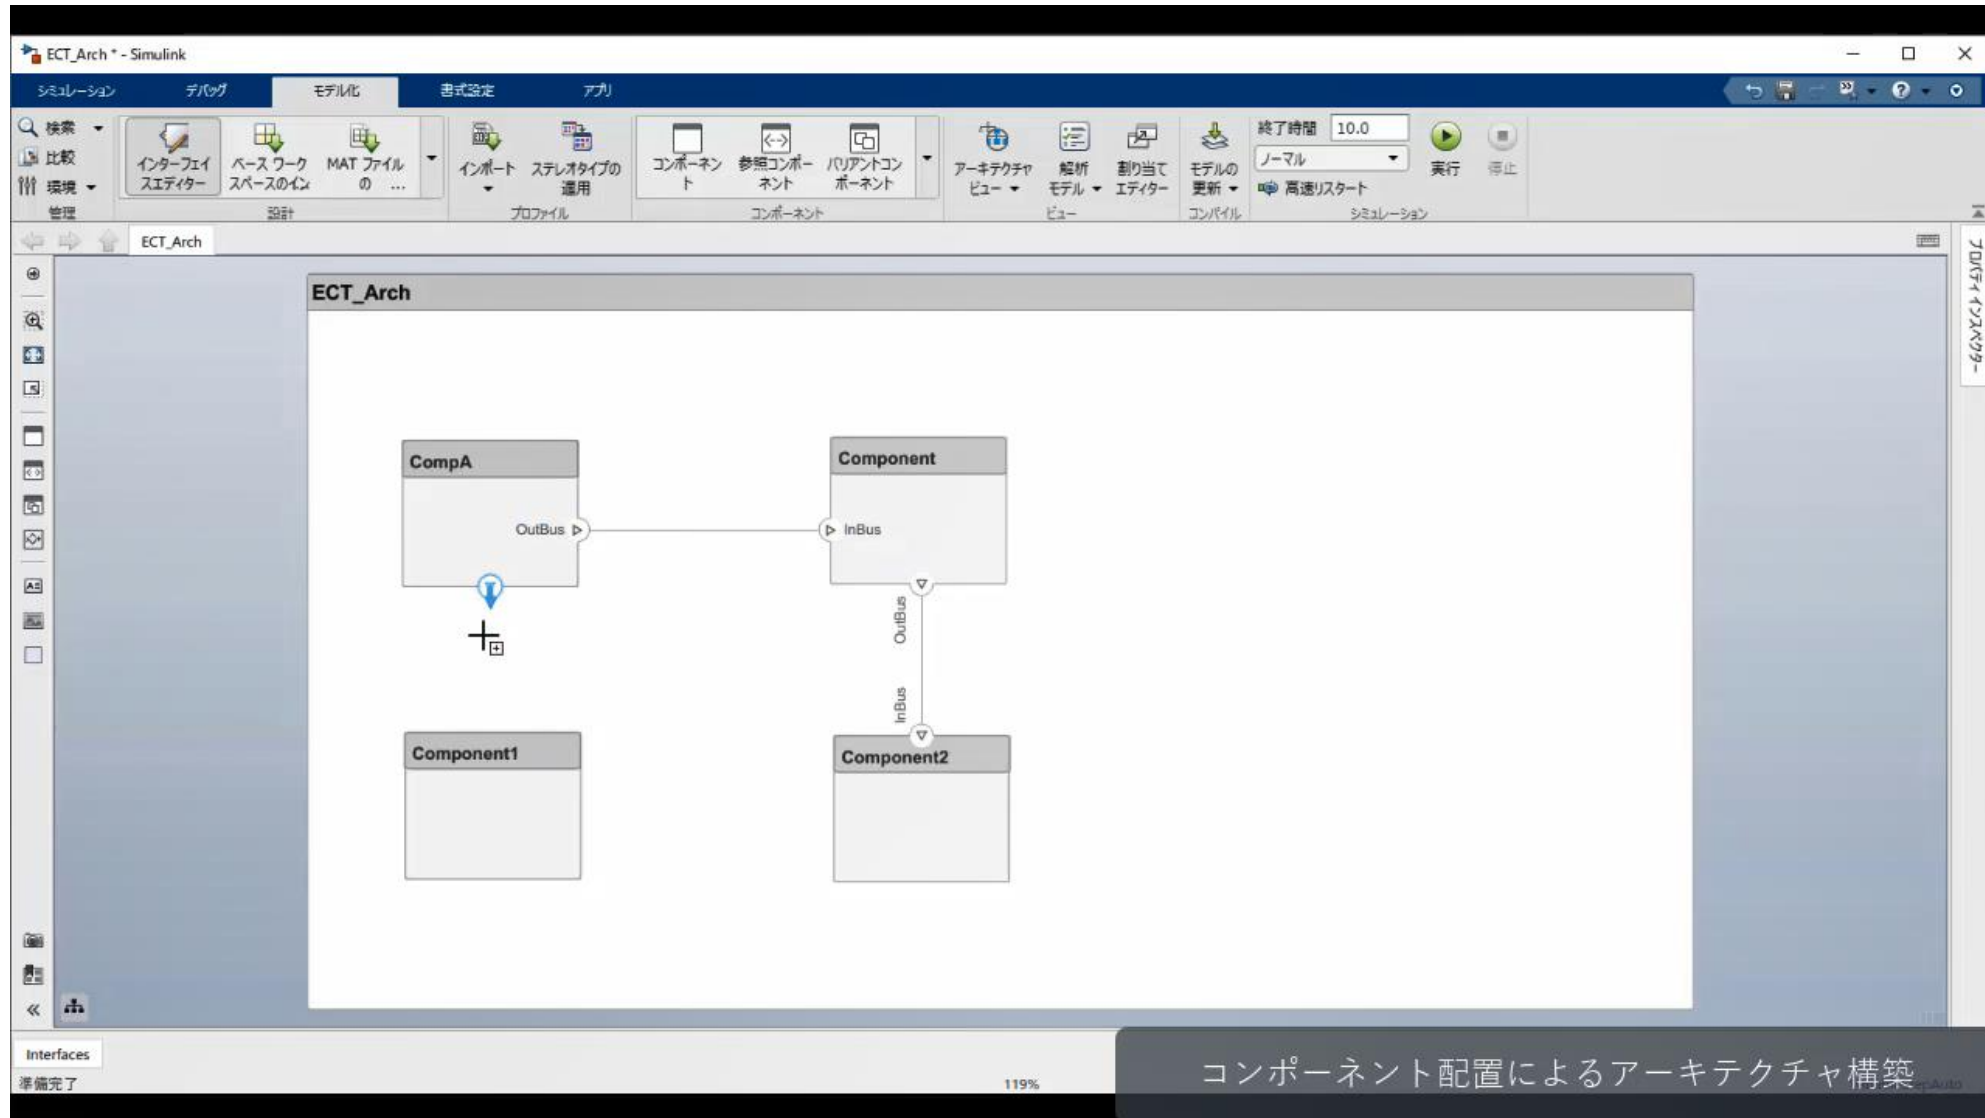 ECT_Arch * - Simulink
シミュレーション デバッグ モデル化 書式設定 アプリ
検索
比較
環境
管理
インターフェイ
スエディター
ベース ワーク
スペースのイン
MAT ファイル
の ...
設計
インポート
ステレオタイプの
適用
プロファイル
コンポーネン
ト
参照コンポー
ネント
バリアントコン
ポーネント
コンポーネント
アーキテクチャ
ビュー
解析
モデル
割り当て
エディター
ビュー
モデルの
更新
コンパイル
終了時間 10.0
ノーマル
高速リスタート
実行
停止
シミュレーション
ECT_Arch
プロパティ インスペクター
ECT_Arch
CompA
OutBus
Component
InBus
OutBus
InBus
Component1
Component2
Interfaces
準備完了
119%
コンポーネント配置によるアーキテクチャ構築